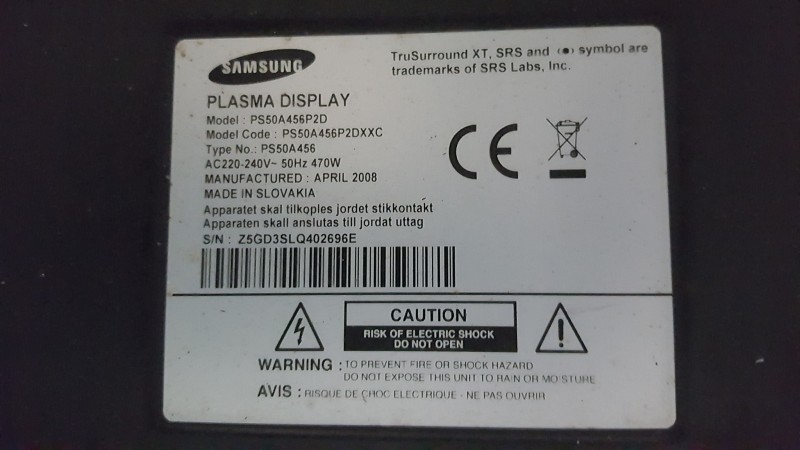 SAMSUNG
TruSurround XT, SRS and (●) symbol are
trademarks of SRS Labs, Inc.
PLASMA DISPLAY
Model : PS50A456P2D
Model Code : PS50A456P2DXXC
Type No.: PS50A456
AC220-240V~ 50Hz 470W
MANUFACTURED : APRIL 2008
MADE IN SLOVAKIA
Apparatet skal tilkoples jordet stikkontakt
Apparaten skall anslutas till jordat uttag
S/N : Z5GD3SLQ402696E
CE
CAUTION
RISK OF ELECTRIC SHOCK
DO NOT OPEN
WARNING : TO PREVENT FIRE OR SHOCK HAZARD
DO NOT EXPOSE THIS UNIT TO RAIN OR MOISTURE
AVIS : RISQUE DE CHOC ELECTRIQUE - NE PAS OUVRIR